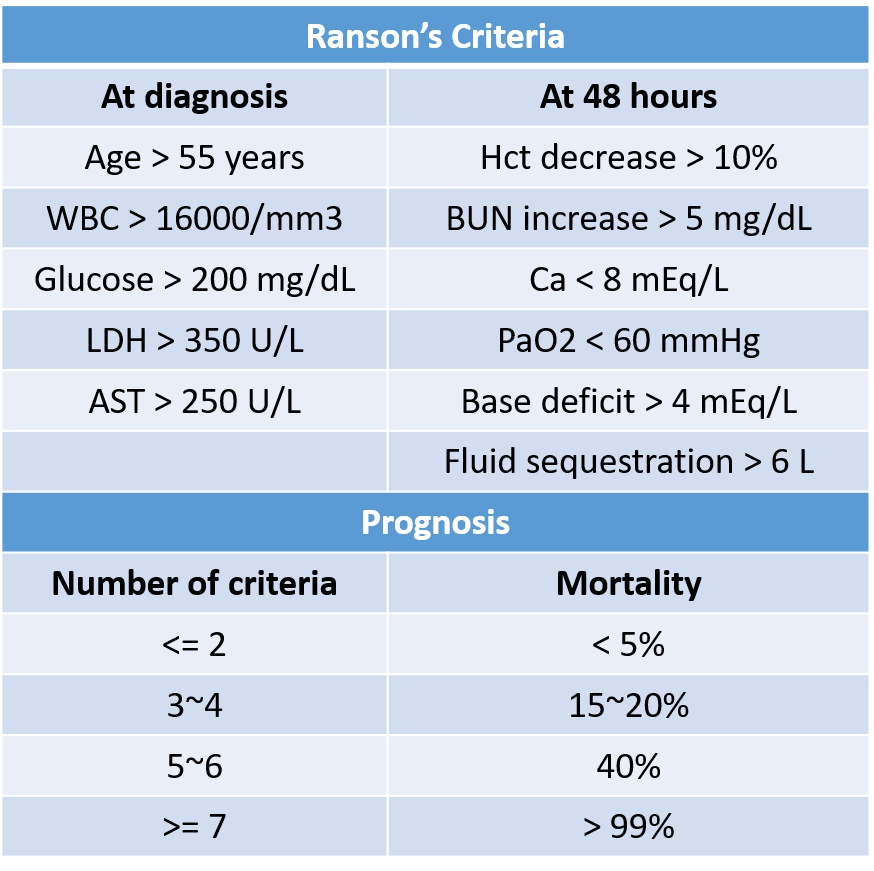 Ranson’s Criteria
At diagnosis At 48 hours
Age > 55 years Hct decrease > 10%
WBC > 16000/mm3 BUN increase > 5 mg/dL
Glucose > 200 mg/dL Ca < 8 mEq/L
LDH > 350 U/L PaO2 < 60 mmHg
AST > 250 U/L Base deficit > 4 mEq/L
Fluid sequestration > 6 L
Prognosis
Number of criteria Mortality
<= 2 < 5%
3~4 15~20%
5~6 40%
>= 7 > 99%